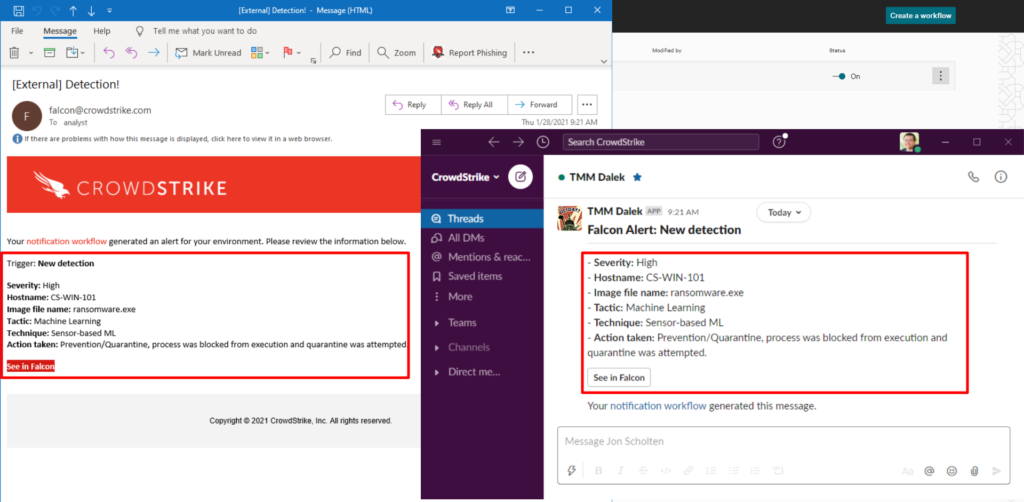 [External] Detection! - Message (HTML)
File Message Help Tell me what you want to do
Mark Unread Find Zoom Report Phishing
[External] Detection!
F
falcon@crowdstrike.com
To analyst
Reply Reply All Forward
Thu 1/28/2021 9:21 AM
If there are problems with how this message is displayed, click here to view it in a web browser.
CROWDSTRIKE
Your notification workflow generated an alert for your environment. Please review the information below.
Trigger: New detection
Severity: High
Hostname: CS-WIN-101
Image file name: ransomware.exe
Tactic: Machine Learning
Technique: Sensor-based ML
Action taken: Prevention/Quarantine, process was blocked from execution and quarantine was attempted.
See in Falcon
Copyright © 2021 CrowdStrike, Inc. All rights reserved.
Create a workflow
Modified by Status
On
Search CrowdStrike
CrowdStrike
Threads
All DMs
Mentions & reac...
Saved items
More
Teams
Channels
Direct me...
TMM Dalek
TMM Dalek APP 9:21 AM
Today
Falcon Alert: New detection
- Severity: High
- Hostname: CS-WIN-101
- Image file name: ransomware.exe
- Tactic: Machine Learning
- Technique: Sensor-based ML
- Action taken: Prevention/Quarantine, process was blocked from execution and
quarantine was attempted.
See in Falcon
Your notification workflow generated this message.
Message Jon Scholten
B I S Aa @